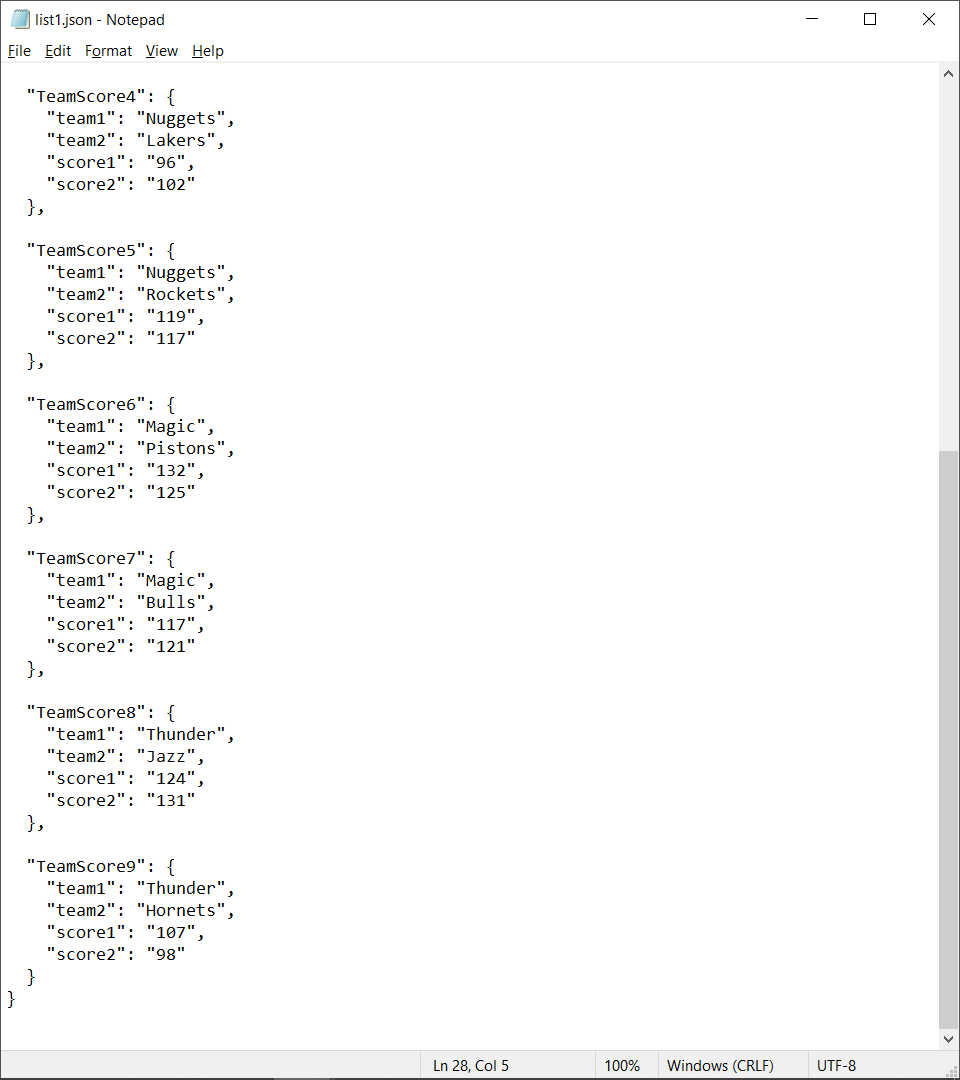 list1.json - Notepad
File Edit Format View Help
"TeamScore4": {
"team1": "Nuggets",
"team2": "Lakers",
"score1": "96",
"score2": "102"
},
"TeamScore5": {
"team1": "Nuggets",
"team2": "Rockets",
"score1": "119",
"score2": "117"
},
"TeamScore6": {
"team1": "Magic",
"team2": "Pistons",
"score1": "132",
"score2": "125"
},
"TeamScore7": {
"team1": "Magic",
"team2": "Bulls",
"score1": "117",
"score2": "121"
},
"TeamScore8": {
"team1": "Thunder",
"team2": "Jazz",
"score1": "124",
"score2": "131"
},
"TeamScore9": {
"team1": "Thunder",
"team2": "Hornets",
"score1": "107",
"score2": "98"
}
}
Ln 28, Col 5 100% Windows (CRLF) UTF-8